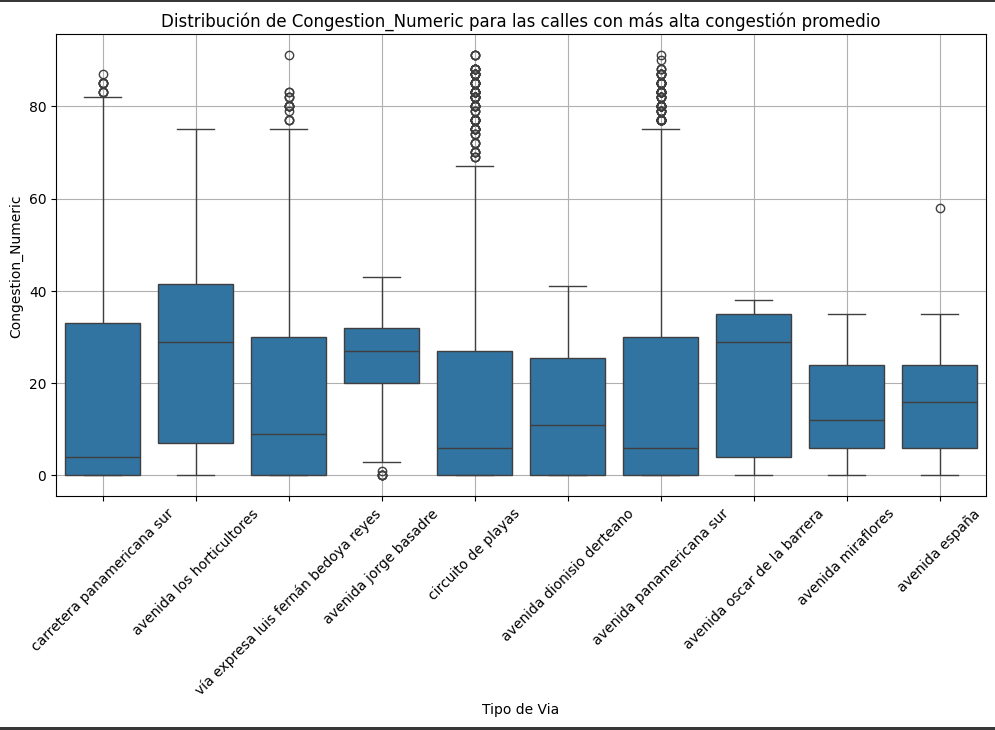 Distribución de Congestion_Numeric para las calles con más alta congestión promedio
Congestion_Numeric
80
60
40
20
0
carretera panamericana sur
avenida los horticultores
vía expresa luis fernán bedoya reyes
avenida jorge basadre
circuito de playas
avenida dionisio derteano
avenida panamericana sur
avenida oscar de la barrera
avenida miraflores
avenida españa
Tipo de Via